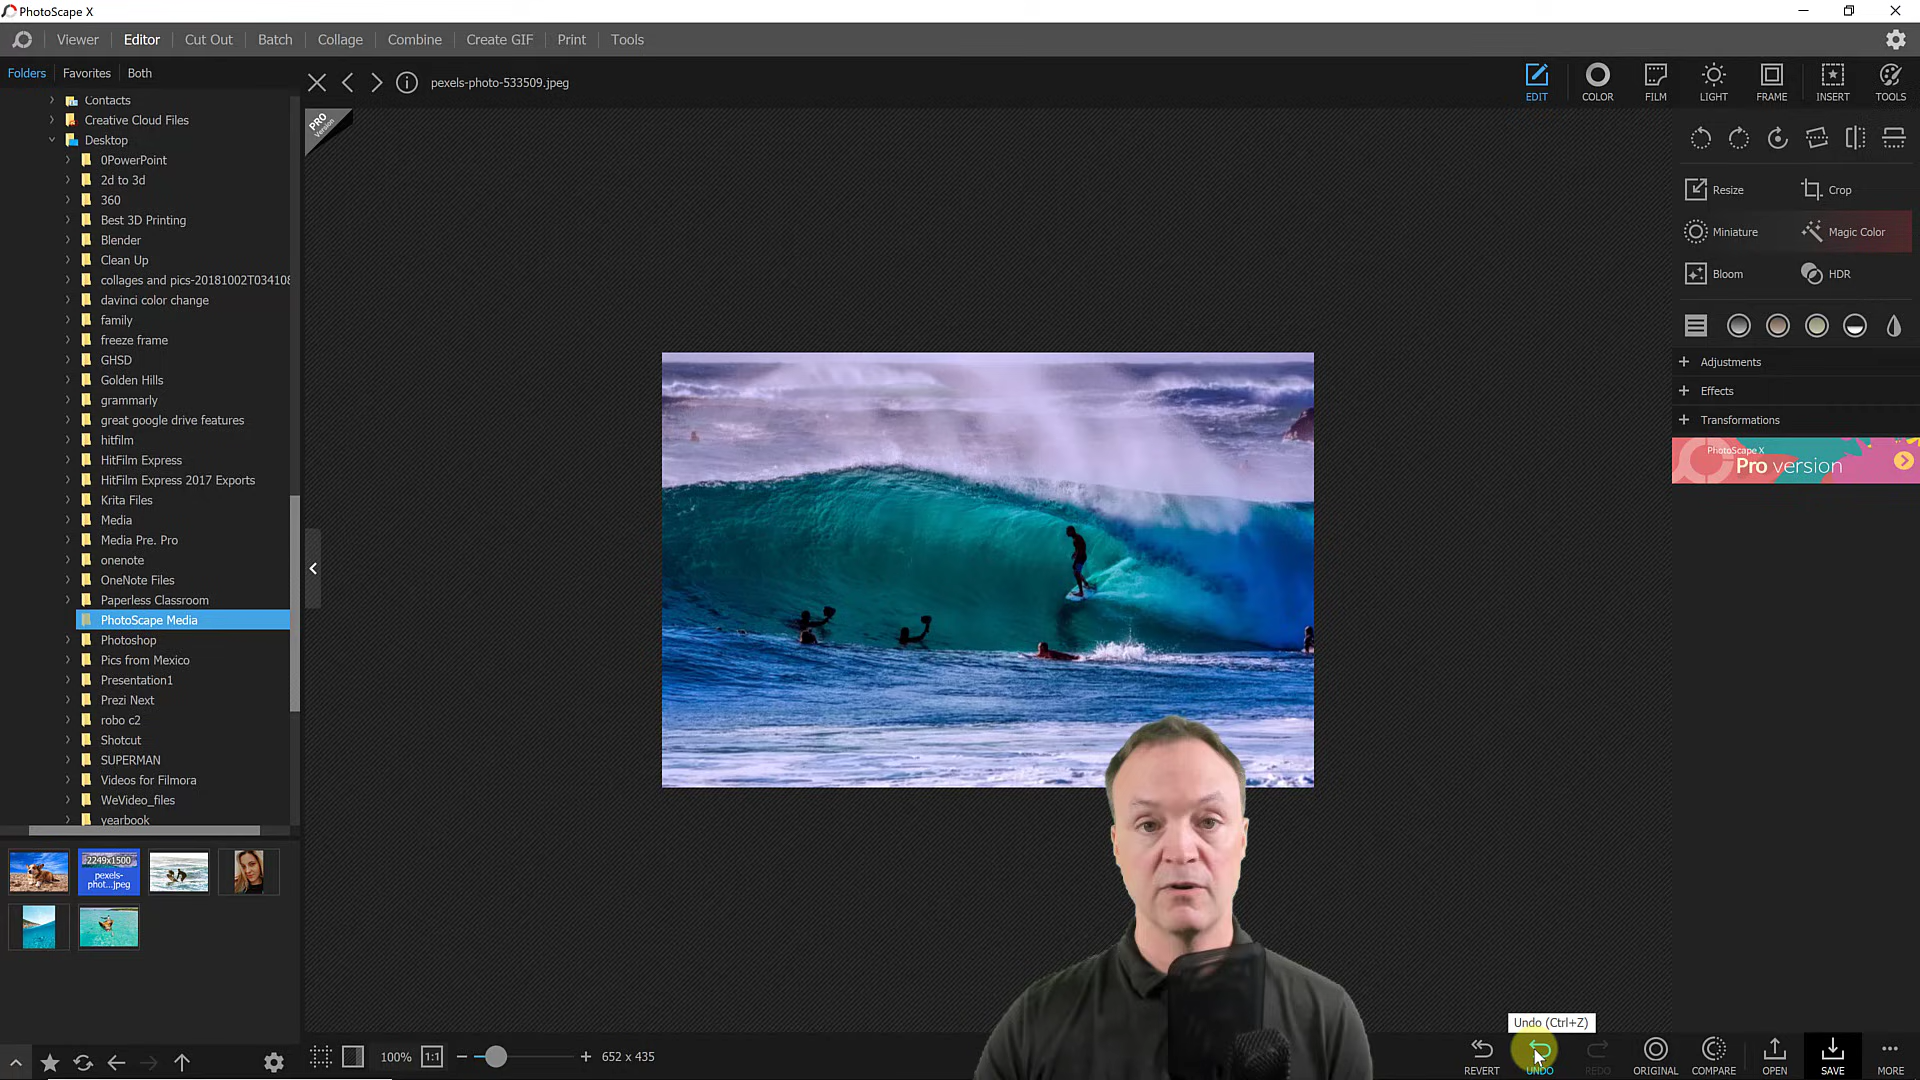 PhotoScape X
Viewer Editor Cut Out Batch Collage Combine Create GIF Print Tools
Folders Favorites Both
pexels-photo-533509.jpeg
EDIT COLOR FILM LIGHT FRAME INSERT TOOLS
Contacts
Creative Cloud Files
Desktop
0PowerPoint
2d to 3d
360
Best 3D Printing
Blender
Clean Up
collages and pics-20181002T034108
davinci color change
family
freeze frame
GHSD
Golden Hills
grammarly
great google drive features
hitfilm
HitFilm Express
HitFilm Express 2017 Exports
Krita Files
Media
Media Pre. Pro
onenote
OneNote Files
Paperless Classroom
PhotoScape Media
Photoshop
Pics from Mexico
Presentation1
Prezi Next
robo c2
Shotcut
SUPERMAN
Videos for Filmora
WeVideo_files
yearbook
2249x1500
pexels-
phot...jpeg
PRO
Version
Resize Crop
Miniature Magic Color
Bloom HDR
Adjustments
Effects
Transformations
PhotoScape X
Pro version
Undo (Ctrl+Z)
100% 1:1 652 x 435
REVERT UNDO REDO ORIGINAL COMPARE OPEN SAVE MORE